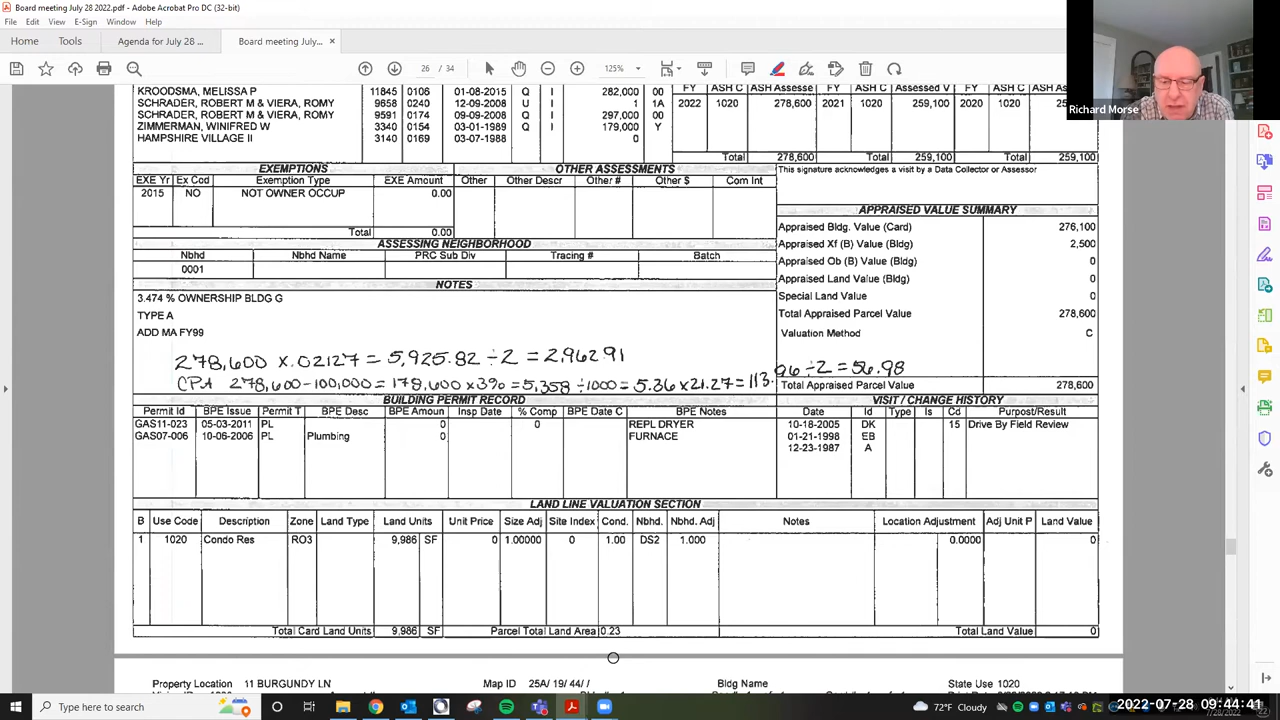 Board meeting July 28 2022.pdf - Adobe Acrobat Pro DC (32-bit)
File Edit View E-Sign Window Help
Home Tools Agenda for July 28 ... Board meeting July... ×
26 / 34 125%
Richard Morse
KROODSMA, MELISSA P 11845 0106 01-08-2015 Q I 282,000 00
SCHRADER, ROBERT M & VIERA, ROMY 9658 0240 12-09-2008 U I 1 1A
SCHRADER, ROBERT M & VIERA, ROMY 9591 0174 09-09-2008 Q I 297,000 00
ZIMMERMAN, WINIFRED W 3340 0154 03-01-1989 Q I 179,000 Y
HAMPSHIRE VILLAGE II 3140 0169 03-07-1988 0
FY ASH C ASH Assesse FY ASH C Assessed V FY ASH C ASH As
2022 1020 278,600 2021 1020 259,100 2020 1020
Total 278,600 Total 259,100 Total 259,100
EXEMPTIONS OTHER ASSESSMENTS
This signature acknowledges a visit by a Data Collector or Assessor
EXE Yr Ex Cod Exemption Type EXE Amount Other Other Descr Other # Other $ Com Int
2015 NO NOT OWNER OCCUP 0.00
Total 0.00
ASSESSING NEIGHBORHOOD
Nbhd Nbhd Name PRC Sub Div Tracing # Batch
0001
NOTES
3.474 % OWNERSHIP BLDG G
TYPE A
ADD MA FY99
278,600 x.02127 = 5,925.82 ÷2 = 2,962.91
CPA 278,600-100,000 = 178,600 x3% = 5,358 ÷1000 = 5.36 x21.27 = 113.96 ÷2 = 56.98
APPRAISED VALUE SUMMARY
Appraised Bldg. Value (Card) 276,100
Appraised Xf (B) Value (Bldg) 2,500
Appraised Ob (B) Value (Bldg) 0
Appraised Land Value (Bldg) 0
Special Land Value 0
Total Appraised Parcel Value 278,600
Valuation Method C
Total Appraised Parcel Value 278,600
BUILDING PERMIT RECORD VISIT / CHANGE HISTORY
Permit Id BPE Issue Permit T BPE Desc BPE Amoun Insp Date % Comp BPE Date C BPE Notes Date Id Type Is Cd Purpost/Result
GAS11-023 05-03-2011 PL 0 0 REPL DRYER 10-18-2005 DK 15 Drive By Field Review
GAS07-006 10-06-2006 PL Plumbing 0 FURNACE 01-21-1998 EB
12-23-1987 A
LAND LINE VALUATION SECTION
B Use Code Description Zone Land Type Land Units Unit Price Size Adj Site Index Cond. Nbhd. Nbhd. Adj Notes Location Adjustment Adj Unit P Land Value
1 1020 Condo Res RO3 9,986 SF 0 1.00000 0 1.00 DS2 1.000 0.0000 0
Total Card Land Units 9,986 SF Parcel Total Land Area 0.23 Total Land Value 0
Property Location 11 BURGUNDY LN Map ID 25A/ 19/ 44/ / Bldg Name State Use 1020
Type here to search
72°F Cloudy
2022-07-28 09:44:41